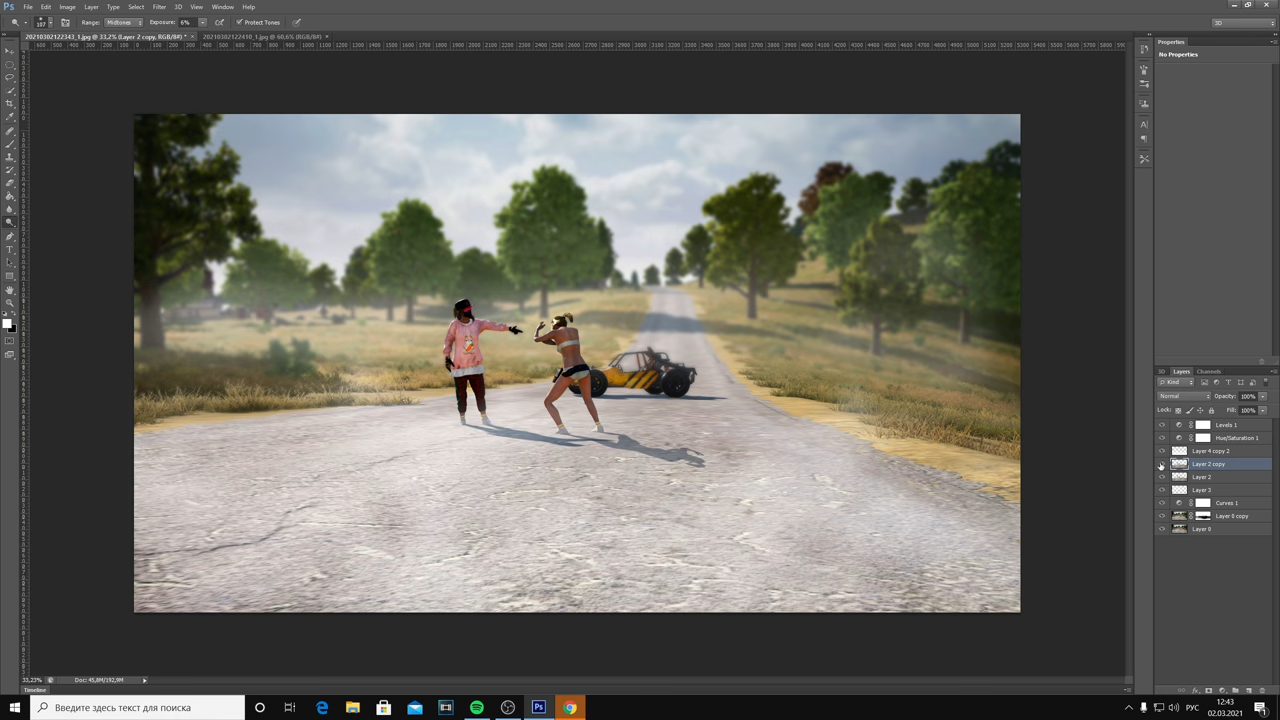 Ps File Edit Image Layer Type Select Filter 3D View Window Help
107 Range: Midtones Exposure: 6% Protect Tones 3D
20210302122343_1.jpg @ 33,2% (Layer 2 copy, RGB/8#) * × 20210302122410_1.jpg @ 60,6% (RGB/8#) ×
Properties
No Properties
3D Layers Channels
Kind
Normal Opacity: 100%
Lock: Fill: 100%
Levels 1
Hue/Saturation 1
Layer 4 copy 2
Layer 2 copy
Layer 2
Layer 3
Curves 1
Layer 0 copy
Layer 0
33,23% Doc: 45,8M/192,9M
Timeline
Введите здесь текст для поиска
РУС 12:43
02.03.2021